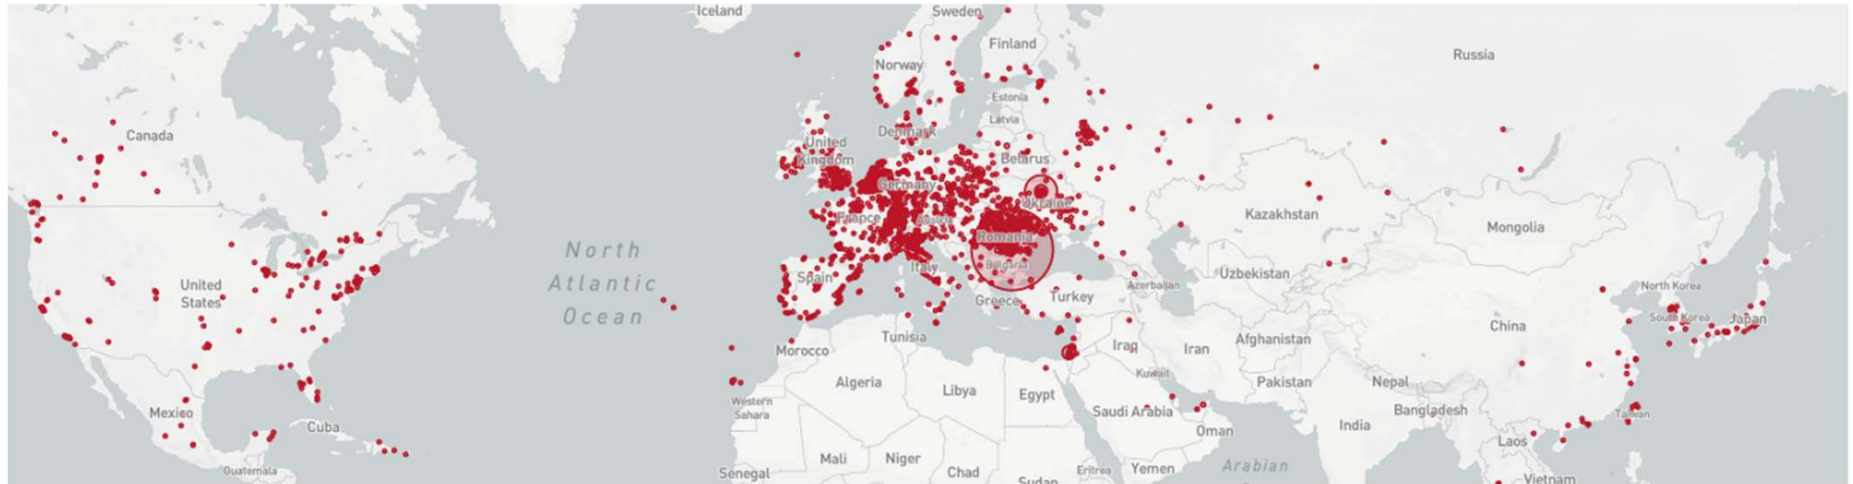 Iceland
Sweden
Finland
Russia
Norway
Estonia
Latvia
Canada
Denmark
United
Kingdom
Belarus
Germany
Ukraine
France
Austria
Kazakhstan
Mongolia
Romania
North
Atlantic
Ocean
Italy
Bulgaria
Spain
Uzbekistan
United
States
Azerbaijan
North Korea
Greece
Turkey
South Korea
Japan
China
Tunisia
Afghanistan
Morocco
Iraq
Iran
Kuwait
Algeria
Libya
Egypt
Pakistan
Nepal
Western
Sahara
Saudi Arabia
Bangladesh
Mexico
Taiwan
Cuba
India
Oman
Laos
Mali
Niger
Chad
Guatemala
Senegal
Eritrea
Yemen
Arabian
Sudan
Vietnam